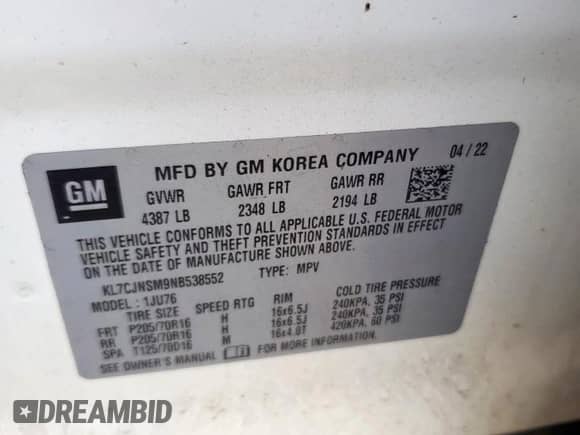 GM
MFD BY GM KOREA COMPANY 04 / 22
GVWR GAWR FRT GAWR RR
4387 LB 2348 LB 2194 LB
THIS VEHICLE CONFORMS TO ALL APPLICABLE U.S. FEDERAL MOTOR
VEHICLE SAFETY AND THEFT PREVENTION STANDARDS IN EFFECT
ON THE DATE OF MANUFACTURE SHOWN ABOVE.
KL7CJNSM9NB538552 TYPE: MPV
MODEL : 1JU76
TIRE SIZE SPEED RTG RIM COLD TIRE PRESSURE
FRT P205/70R16 H 16x6.5J 240KPA, 35 PSI
RR P205/70R16 H 16x6.5J 240KPA, 35 PSI
SPA T125/70D16 M 16x4.0T 420KPA, 60 PSI
SEE OWNER'S MANUAL FOR MORE INFORMATION.
DREAMBID